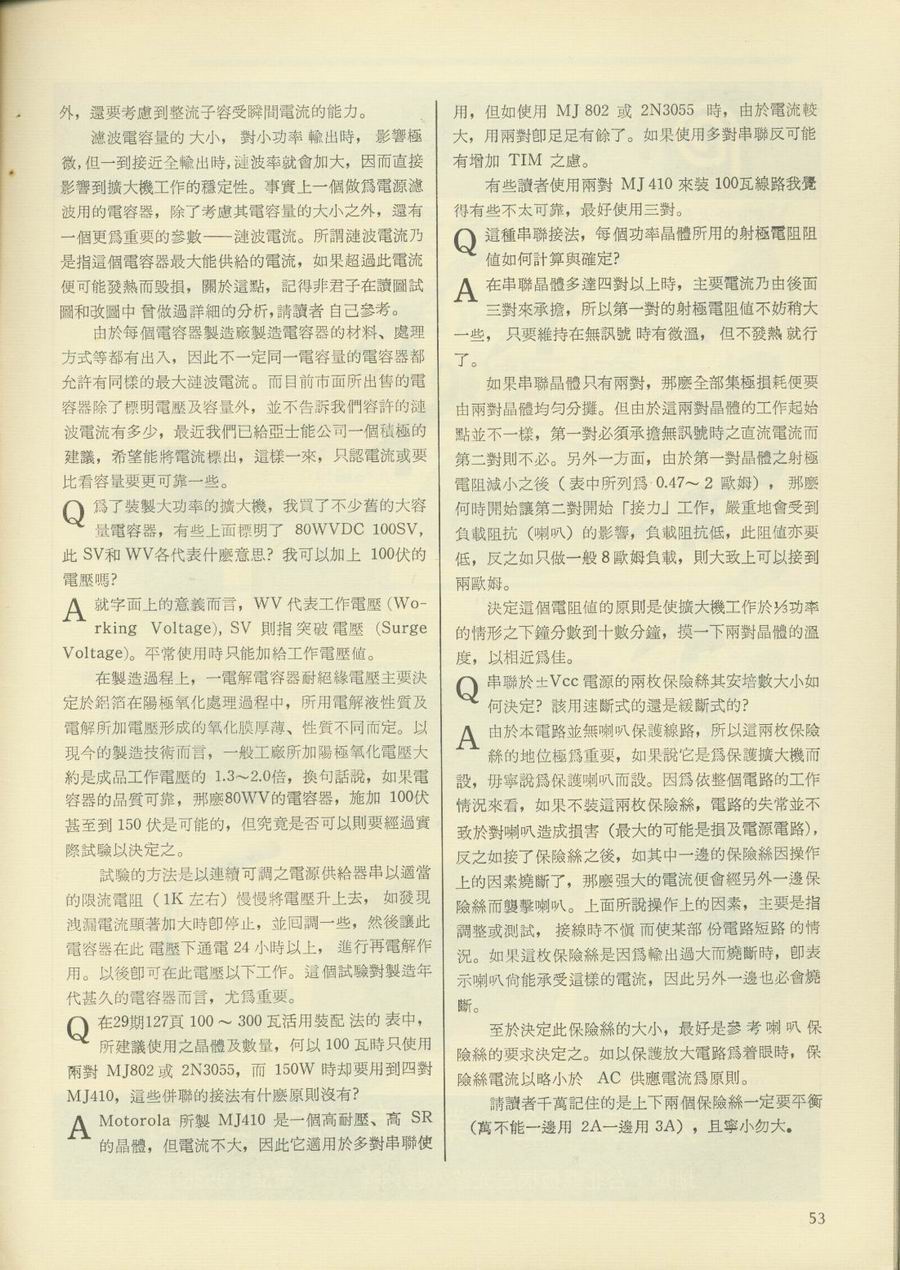 外，還要考慮到整流子容受瞬間電流的能力。
濾波電容量的大小，對小功率輸出時，影響極
微，但一到接近全輸出時，漣波率就會加大，因而直接
影響到擴大機工作的穩定性。事實上一個做爲電源濾
波用的電容器，除了考慮其電容量的大小之外，還有
一個更爲重要的參數──漣波電流。所謂漣波電流乃
是指這個電容器最大能供給的電流，如果超過此電流
便可能發熱而毀損，關於這點，記得非君子在讀圖試
圖和改圖中曾做過詳細的分析，請讀者自己參考。
由於每個電容器製造廠製造電容器的材料、處理
方式等都有出入，因此不一定同一電容量的電容器都
允許有同樣的最大漣波電流。而目前市面所出售的電
容器除了標明電壓及容量外，並不告訴我們容許的漣
波電流有多少，最近我們已給亞士能公司一個積極的
建議，希望能將電流標出，這樣一來，只認電流或要
比看容量要更可靠一些。
Q 爲了裝製大功率的擴大機，我買了不少舊的大容
量電容器，有些上面標明了 80WVDC 100SV，
此 SV和 WV各代表什麼意思？我可以加上 100伏的
電壓嗎？
A 就字面上的意義而言，WV 代表工作電壓 (Wo-
rking Voltage), SV 則指突破電壓 (Surge
Voltage)。平常使用時只能加給工作電壓値。
在製造過程上，一電解電容器耐絕緣電壓主要決
定於鋁箔在陽極氧化處理過程中，所用電解液性質及
電解所加電壓形成的氧化膜厚薄、性質不同而定。以
現今的製造技術而言，一般工廠所加陽極氧化電壓大
約是成品工作電壓的 1.3～2.0倍，換句話說，如果電
容器的品質可靠，那麼80WV的電容器，施加 100伏
甚至到 150 伏是可能的，但究竟是否可以則要經過實
際試驗以決定之。
試驗的方法是以連續可調之電源供給器串以適當
的限流電阻（1K 左右）慢慢將電壓升上去，如發現
洩漏電流顯著加大時卽停止，並囘調一些，然後讓此
電容器在此電壓下通電 24 小時以上，進行再電解作
用。以後卽可在此電壓以下工作。這個試驗對製造年
代甚久的電容器而言，尤爲重要。
Q 在29期127頁 100～300 瓦活用裝配法的表中，
所建議使用之晶體及數量，何以 100 瓦時只使用
兩對 MJ802 或 2N3055，而 150W 時却要用到四對
MJ410，這些併聯的接法有什麼原則沒有？
A Motorola 所製 MJ410 是一個高耐壓、高 SR
的晶體，但電流不大，因此它適用於多對串聯使
用，但如使用 MJ 802 或 2N3055 時，由於電流較
大，用兩對卽足足有餘了。如果使用多對串聯反可能
有增加 TIM 之慮。
有些讀者使用兩對 MJ 410 來裝 100瓦線路我覺
得有些不太可靠，最好使用三對。
Q 這種串聯接法，每個功率晶體所用的射極電阻阻
値如何計算與確定？
A 在串聯晶體多達四對以上時，主要電流乃由後面
三對來承擔，所以第一對的射極電阻値不妨稍大
一些，只要維持在無訊號時有微溫，但不發熱就行
了。
如果串聯晶體只有兩對，那麼全部集極損耗便要
由兩對晶體均勻分攤。但由於這兩對晶體的工作起始
點並不一樣，第一對必須承擔無訊號時之直流電流而
第二對則不必。另外一方面，由於第一對晶體之射極
電阻減小之後（表中所列爲 0.47～2 歐姆），那麼
何時開始讓第二對開始「接力」工作，嚴重地會受到
負載阻抗（喇叭）的影響，負載阻抗低，此阻値亦要
低，反之如只做一般 8 歐姆負載，則大致上可以接到
兩歐姆。
決定這個電阻値的原則是使擴大機工作於⅓功率
的情形之下鐘分數到十數分鐘，摸一下兩對晶體的溫
度，以相近爲佳。
Q 串聯於±Vcc 電源的兩枚保險絲其安培數大小如
何決定？該用速斷式的還是緩斷式的？
A 由於本電路並無喇叭保護線路，所以這兩枚保險
絲的地位極爲重要，如果說它是爲保護擴大機而
設，毋寧說爲保護喇叭而設。因爲依整個電路的工作
情況來看，如果不裝這兩枚保險絲，電路的失常並不
致於對喇叭造成損害（最大的可能是損及電源電路），
反之如接了保險絲之後，如其中一邊的保險絲因操作
上的因素燒斷了，那麼强大的電流便會經另外一邊保
險絲而襲擊喇叭。上面所說操作上的因素，主要是指
調整或測試，接線時不愼而使某部份電路短路的情
況。如果這枚保險絲是因爲輸出過大而燒斷時，卽表
示喇叭尙能承受這樣的電流，因此另外一邊也必會燒
斷。
至於決定此保險絲的大小，最好是參考喇叭保
險絲的要求決定之。如以保護放大電路爲着眼時，保
險絲電流以略小於 AC 供應電流爲原則。
請讀者千萬記住的是上下兩個保險絲一定要平衡
（萬不能一邊用 2A一邊用 3A），且寧小勿大。
53